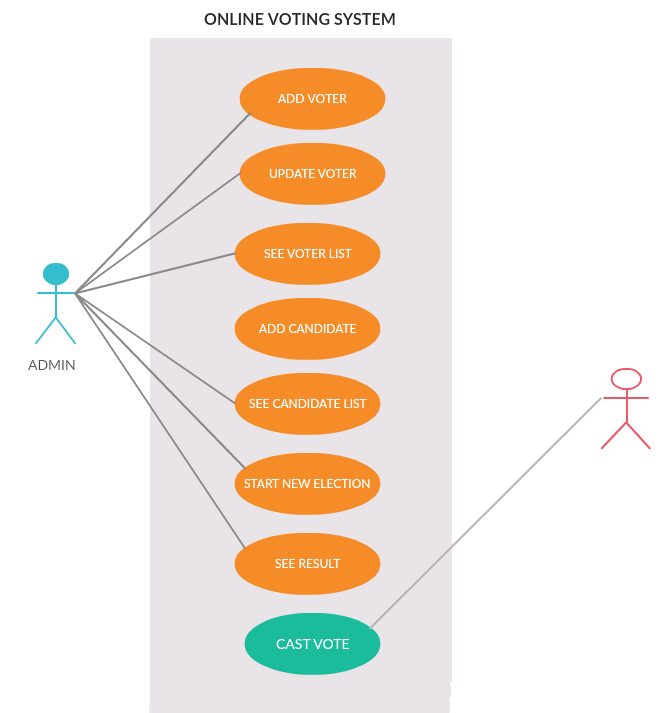 ONLINE VOTING SYSTEM
ADD VOTER
UPDATE VOTER
SEE VOTER LIST
ADD CANDIDATE
ADMIN
SEE CANDIDATE LIST
START NEW ELECTION
SEE RESULT
CAST VOTE